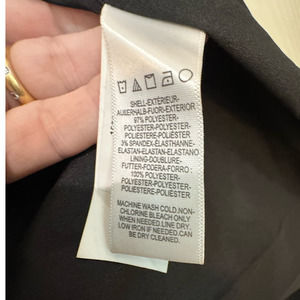 SHELL-EXTÉRIEUR-
AUßERHALB-FUORI-EXTERIOR
97% POLYESTER-
POLYESTER-POLYESTER-
POLIESTERE-POLIÉSTER
3% SPANDEX-ÉLASTHANNE-
ELASTAN-ELASTAN-ELASTANO
LINING-DOUBLURE-
FUTTER-FODERA-FORRO :
100% POLYESTER-
POLYESTER-POLYESTER-
POLIESTERE-POLIÉSTER
MACHINE WASH COLD.NON-
CHLORINE BLEACH ONLY
WHEN NEEDED.LINE DRY.
LOW IRON IF NEEDED.CAN
BE DRY CLEANED.